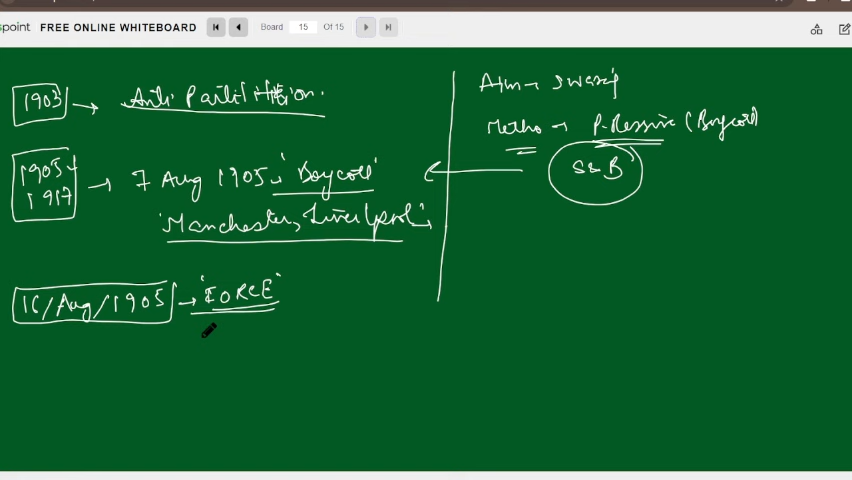 point FREE ONLINE WHITEBOARD Board 15 Of 15
1903 → Anti Partition.
1905-
1917 → 7 Aug 1905 'Boycott'
'Manchester, Liverpool'
16/Aug/1905 → 'FORCE'
Aim → Swaraj
Metho → P. Ressive (Boycott)
S & B